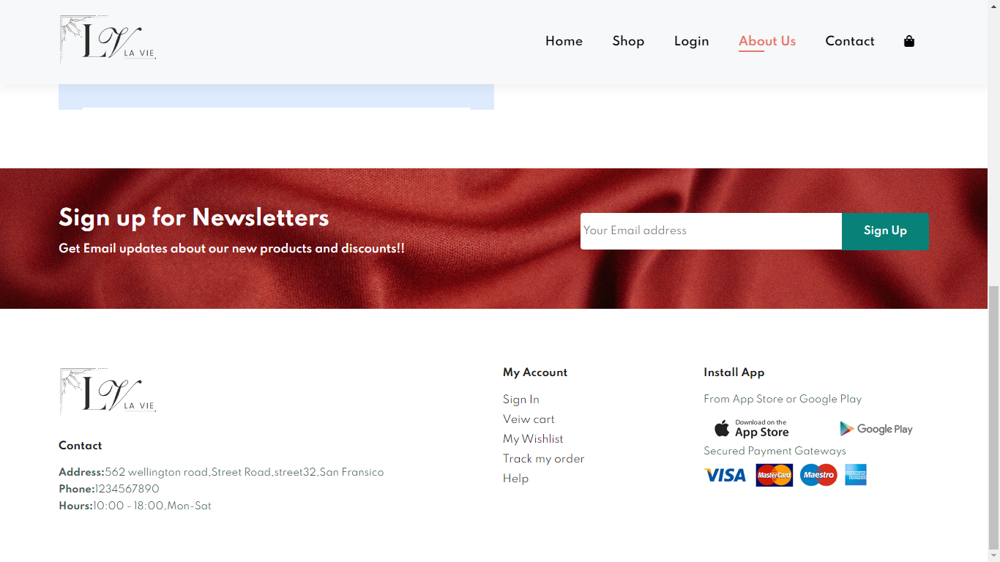 LV
LA VIE
Home Shop Login About Us Contact
Sign up for Newsletters
Get Email updates about our new products and discounts!!
Your Email address
Sign Up
LV
LA VIE
Contact
Address:562 wellington road,Street Road,street32,San Fransico
Phone:1234567890
Hours:10:00 - 18:00,Mon-Sat
My Account
Sign In
Veiw cart
My Wishlist
Track my order
Help
Install App
From App Store or Google Play
Download on the
App Store
Google Play
Secured Payment Gateways
VISA MasterCard Maestro AMERICAN EXPRESS